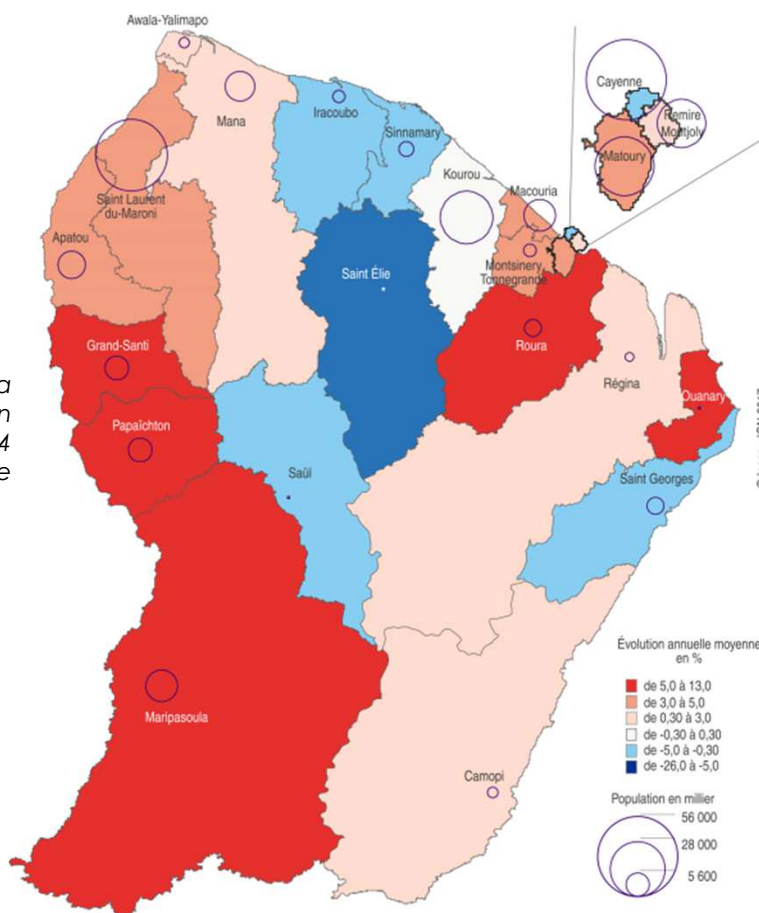 Awala-Yalimapo
Mana
Iracoubo
Sinnamary
Cayenne
Remire
Montjoly
Matoury
Saint Laurent
du-Maroni
Kourou
Macouria
Apatou
Saint Élie
Montsinery
Tonnegrande
Grand-Santi
Roura
Régina
Ouanary
Papaïchton
a
n
4
e
Saül
Saint Georges
Maripasoula
Camopi
Évolution annuelle moyenne
en %
de 5,0 à 13,0
de 3,0 à 5,0
de 0,30 à 3,0
de -0,30 à 0,30
de -5,0 à -0,30
de -26,0 à -5,0
Population en millier
56 000
28 000
5 600